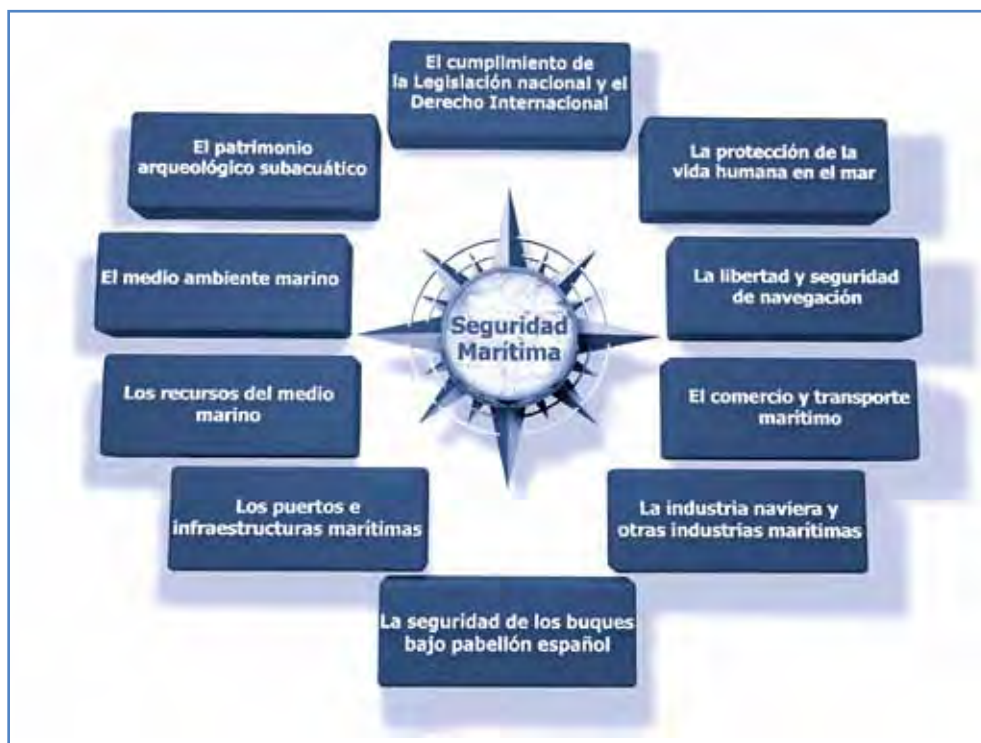 El cumplimiento de
la Legislación nacional y el
Derecho Internacional
El patrimonio
arqueológico subacuático
La protección de la
vida humana en el mar
El medio ambiente marino
La libertad y seguridad
de navegación
Seguridad
Marítima
Los recursos del medio
marino
El comercio y transporte
marítimo
Los puertos e
infraestructuras marítimas
La industria naviera y
otras industrias marítimas
La seguridad de los buques
bajo pabellón español